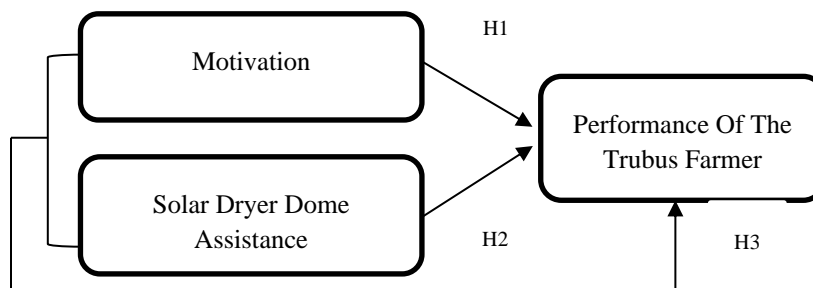 H1
Motivation
Performance Of The
Trubus Farmer
Solar Dryer Dome
Assistance
H2
H3